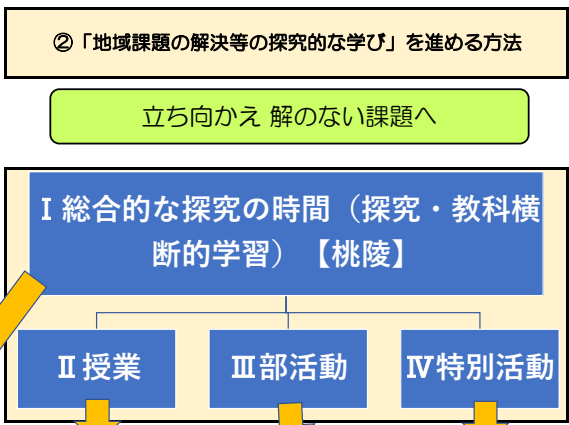 ②「地域課題の解決等の探究的な学び」を進める方法
立ち向かえ 解のない課題へ
Ⅰ 総合的な探究の時間（探究・教科横
断的学習）【桃陵】
Ⅱ 授業
Ⅲ部活動
Ⅳ特別活動